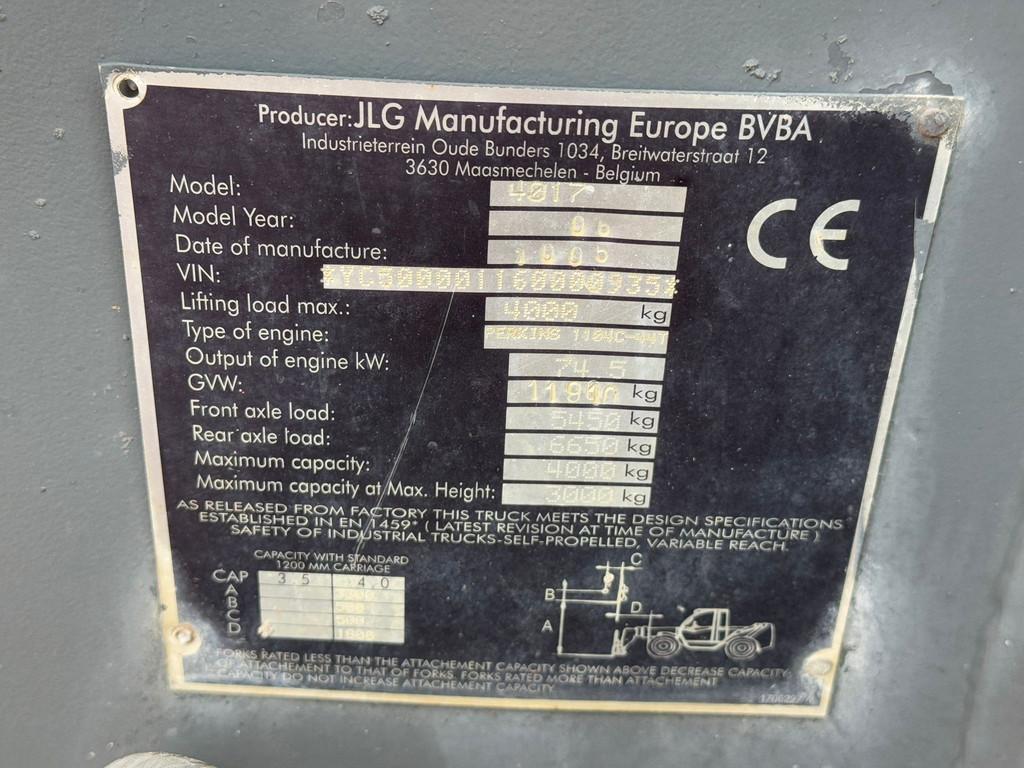 Producer: JLG Manufacturing Europe BVBA
Industrieterrein Oude Bunders 1034, Breitwaterstraat 12
3630 Maasmechelen - Belgium
Model: 4017
Model Year: 06
Date of manufacture:
VIN:
Lifting load max.: 4000 kg
Type of engine: PERKINS 1104C-44T
Output of engine kW: 74.5
GVW: 11900 kg
Front axle load: 5450 kg
Rear axle load: 6650 kg
Maximum capacity: 4000 kg
Maximum capacity at Max. Height: 3000 kg
CE
AS RELEASED FROM FACTORY THIS TRUCK MEETS THE DESIGN SPECIFICATIONS
ESTABLISHED IN EN 1459* ( LATEST REVISION AT TIME OF MANUFACTURE )
SAFETY OF INDUSTRIAL TRUCKS-SELF-PROPELLED, VARIABLE REACH.
CAPACITY WITH STANDARD
1200 MM CARRIAGE
CAP 3.5 4.0
A
B
C
D
C
B
D
A
FORKS RATED LESS THAN THE ATTACHEMENT CAPACITY SHOWN ABOVE DECREASE CAPACITY
OF ATTACHEMENT TO THAT OF FORKS. FORKS RATED MORE THAN ATTACHEMENT
CAPACITY DO NOT INCREASE ATTACHEMENT CAPACITY